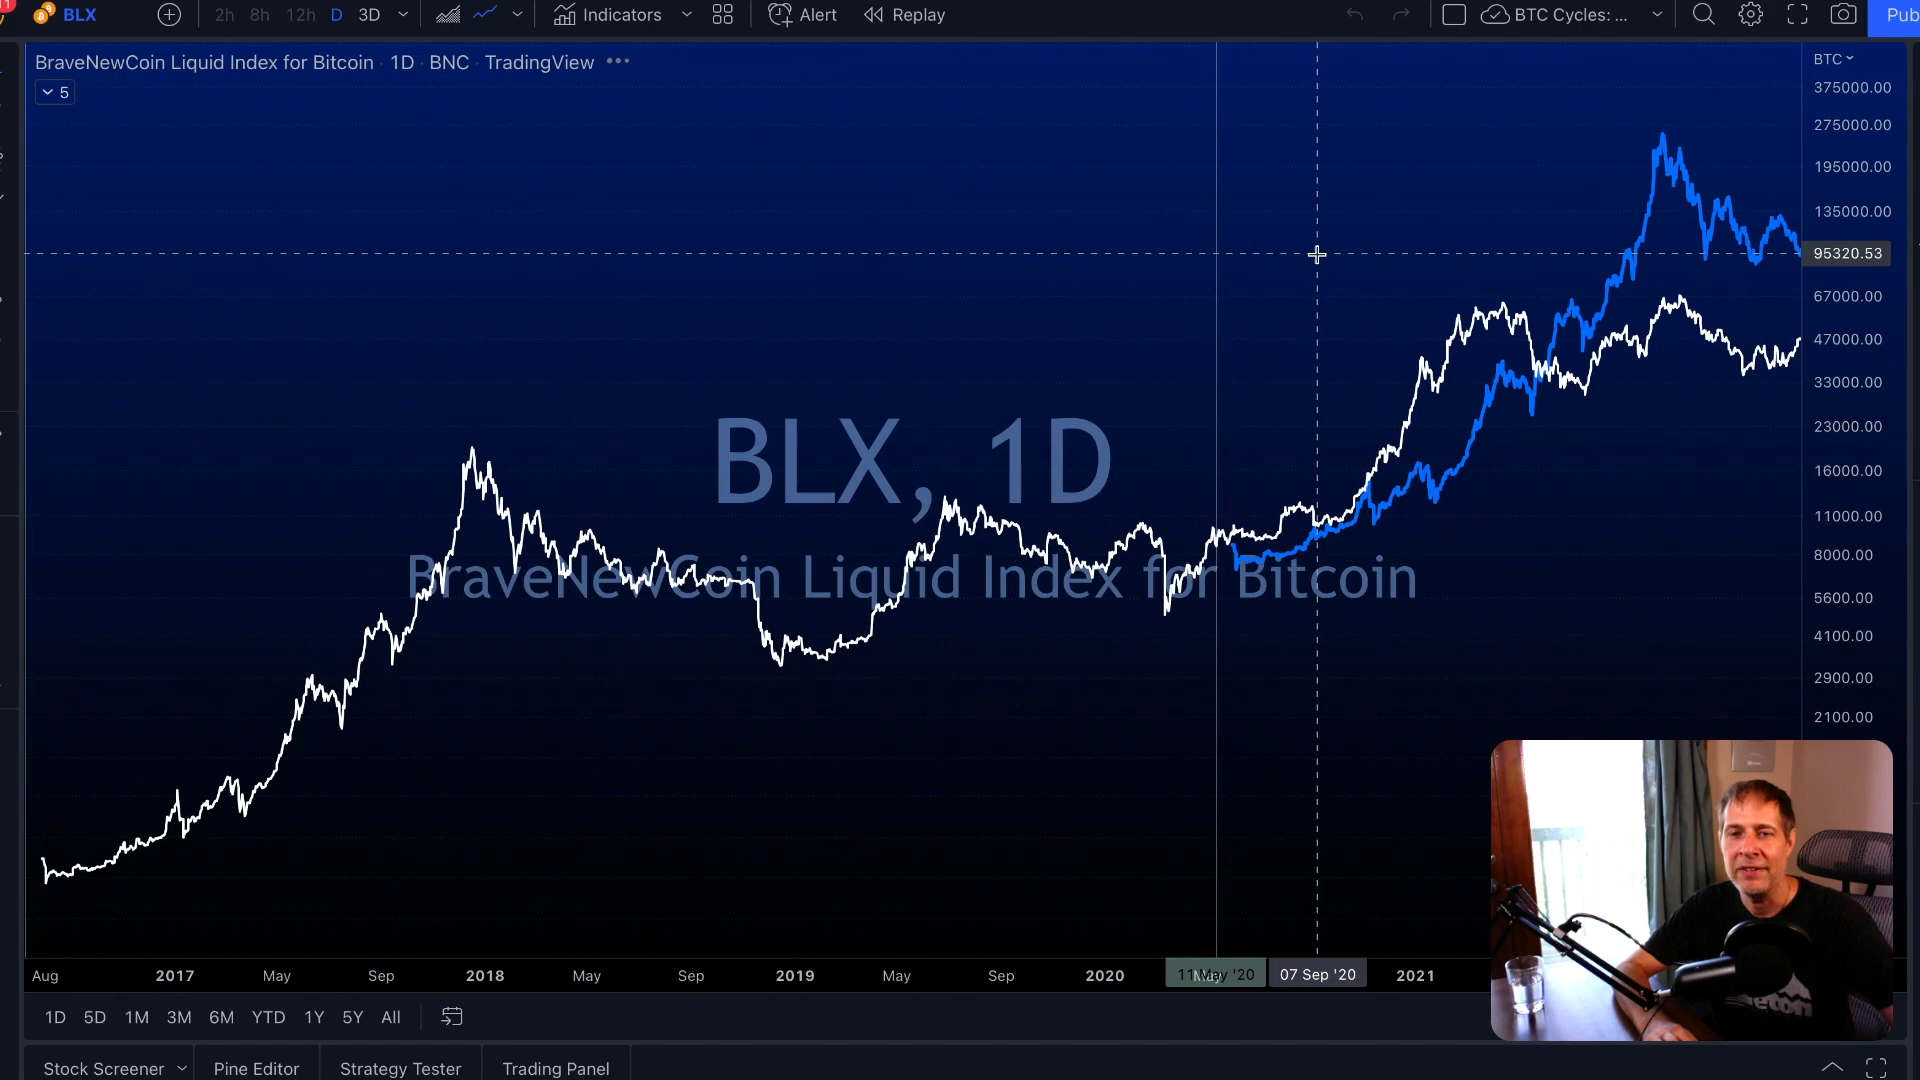 11
BLX
2h 8h 12h D 3D
Indicators
Alert
Replay
BTC Cycles: ...
Pub
BraveNewCoin Liquid Index for Bitcoin · 1D · BNC · TradingView
5
BTC
375000.00
275000.00
195000.00
135000.00
95320.53
67000.00
47000.00
33000.00
23000.00
16000.00
11000.00
8000.00
5600.00
4100.00
2900.00
2100.00
BLX, 1D
BraveNewCoin Liquid Index for Bitcoin
Aug 2017 May Sep 2018 May Sep 2019 May Sep 2020 11 May '20 07 Sep '20 2021
1D 5D 1M 3M 6M YTD 1Y 5Y All
Stock Screener Pine Editor Strategy Tester Trading Panel